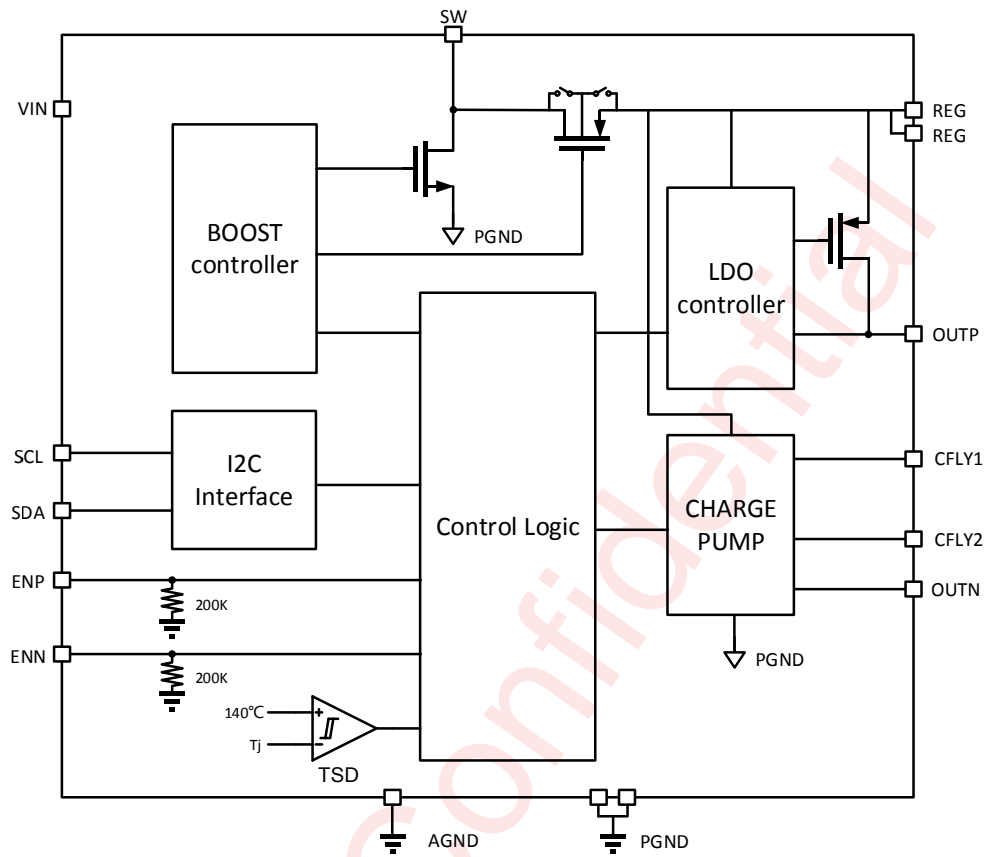 SW
VIN
REG
REG
BOOST
controller
PGND
LDO
controller
OUTP
SCL
I2C
Interface
SDA
Control Logic
CHARGE
PUMP
CFLY1
CFLY2
OUTN
ENP
200K
ENN
200K
PGND
140℃
+
Tj
−
TSD
AGND
PGND
Confidential